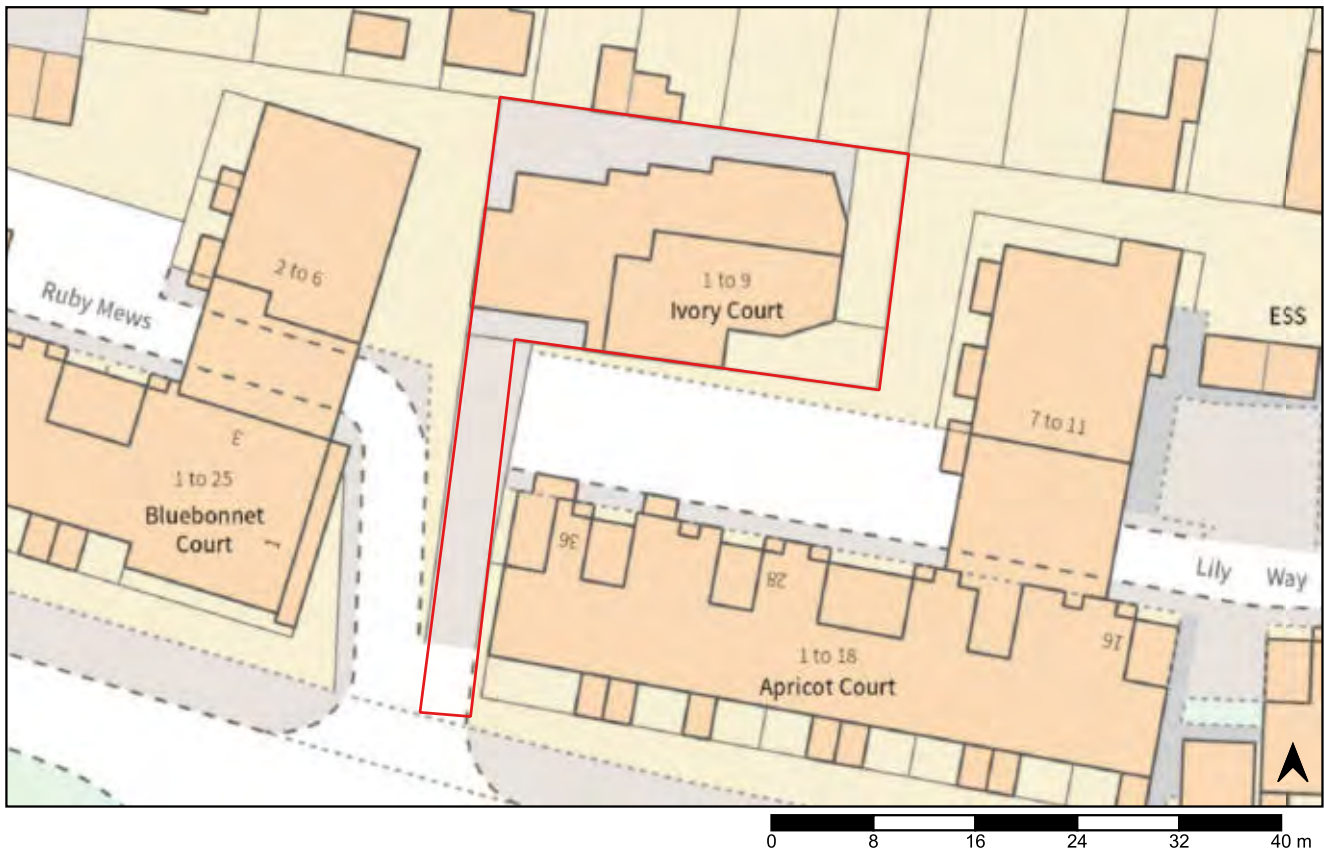 2 to 6
1 to 9
Ivory Court
Ruby Mews
ESS
7 to 11
3
1 to 25
Bluebonnet
Court
1
36
28
Lily Way
16
1 to 18
Apricot Court
0 8 16 24 32 40 m